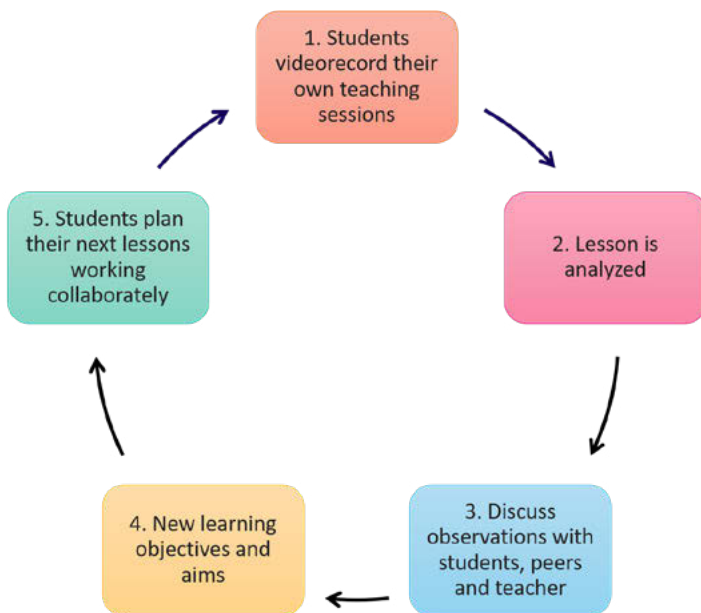 1. Students
videorecord their
own teaching
sessions
2. Lesson is
analyzed
3. Discuss
observations with
students, peers
and teacher
4. New learning
objectives and
aims
5. Students plan
their next lessons
working
collaborately